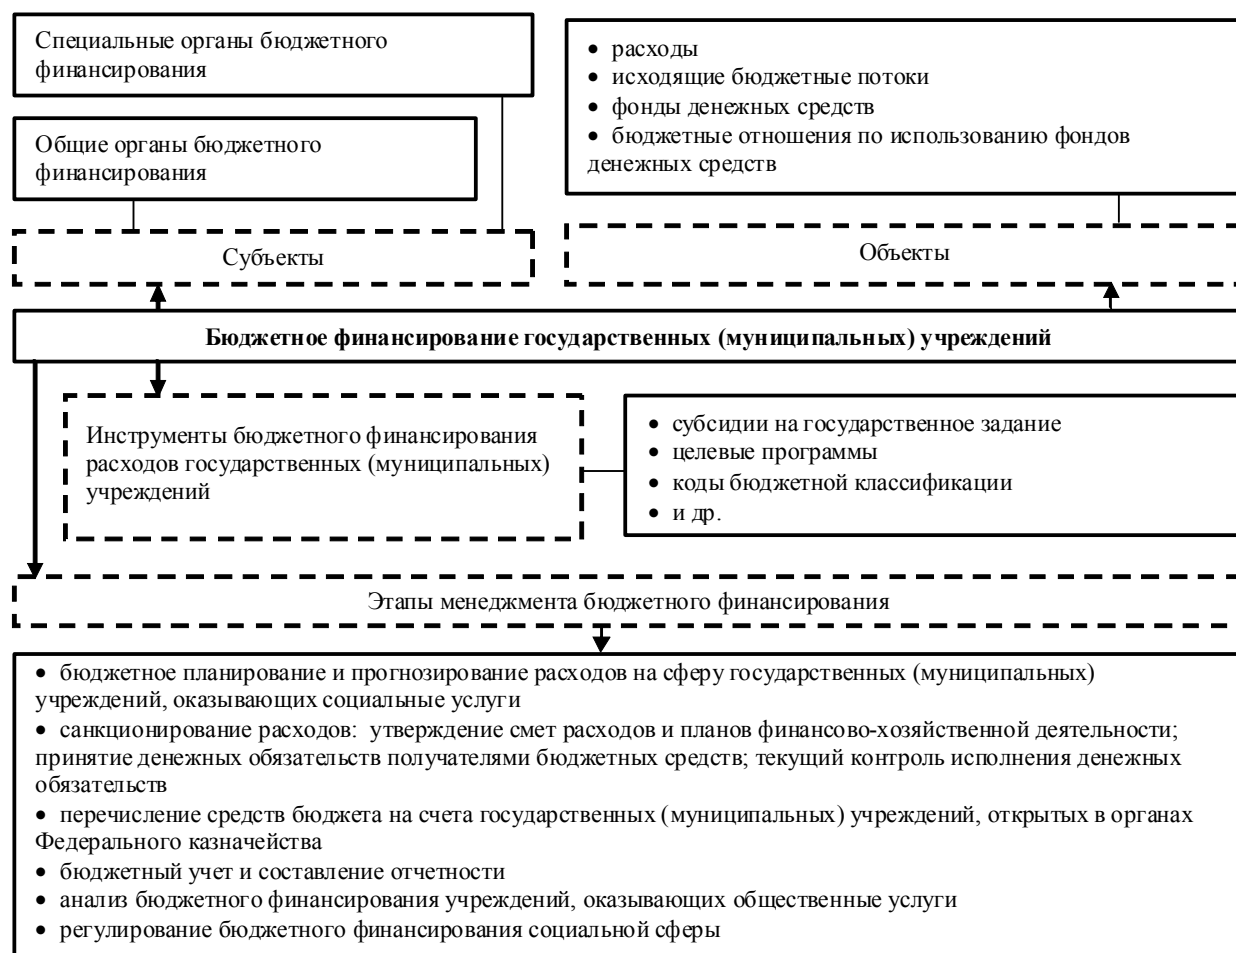 Специальные органы бюджетного
финансирования
Общие органы бюджетного
финансирования
• расходы
• исходящие бюджетные потоки
• фонды денежных средств
• бюджетные отношения по использованию фондов
денежных средств
Субъекты
Объекты
Бюджетное финансирование государственных (муниципальных) учреждений
Инструменты бюджетного финансирования
расходов государственных (муниципальных)
учреждений
• субсидии на государственное задание
• целевые программы
• коды бюджетной классификации
• и др.
Этапы менеджмента бюджетного финансирования
• бюджетное планирование и прогнозирование расходов на сферу государственных (муниципальных)
учреждений, оказывающих социальные услуги
• санкционирование расходов: утверждение смет расходов и планов финансово-хозяйственной деятельности;
принятие денежных обязательств получателями бюджетных средств; текущий контроль исполнения денежных
обязательств
• перечисление средств бюджета на счета государственных (муниципальных) учреждений, открытых в органах
Федерального казначейства
• бюджетный учет и составление отчетности
• анализ бюджетного финансирования учреждений, оказывающих общественные услуги
• регулирование бюджетного финансирования социальной сферы